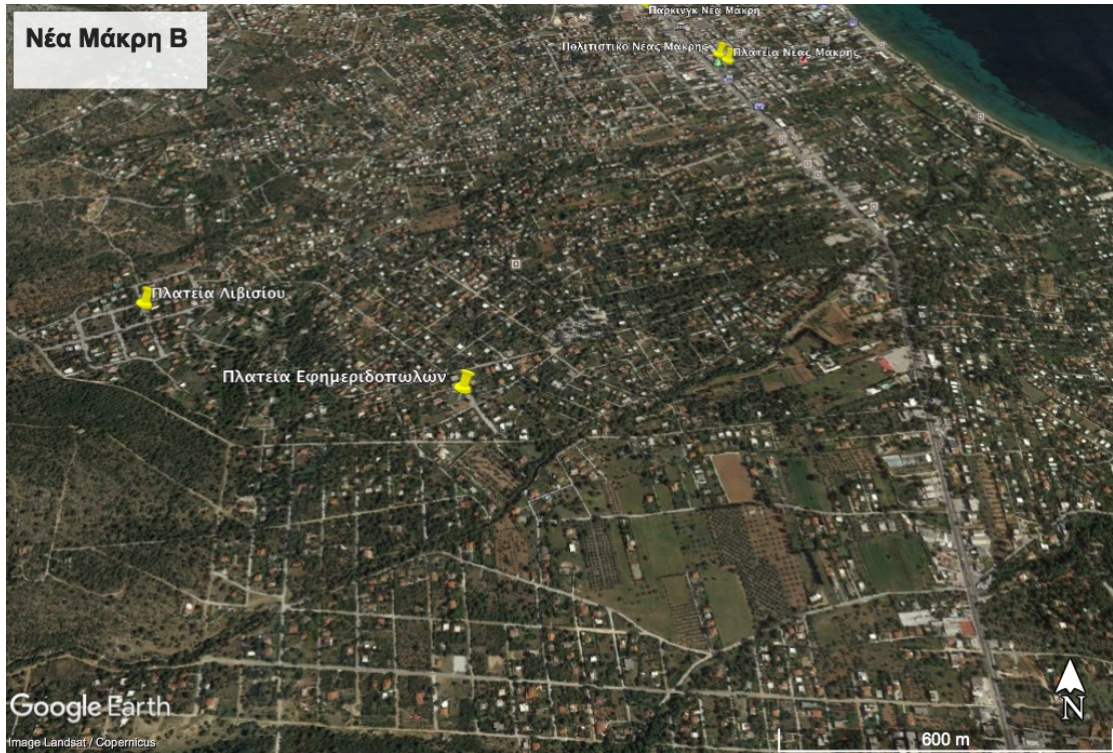 Νέα Μάκρη Β
Πάρκινγκ Νέα Μάκρη
Πολιτιστικό Νέας Μάκρης
Πλατεία Νέας Μάκρης
Πλατεία Λιβισίου
Πλατεία Εφημεριδοπωλών
Google Earth
N
Image Landsat / Copernicus
600 m